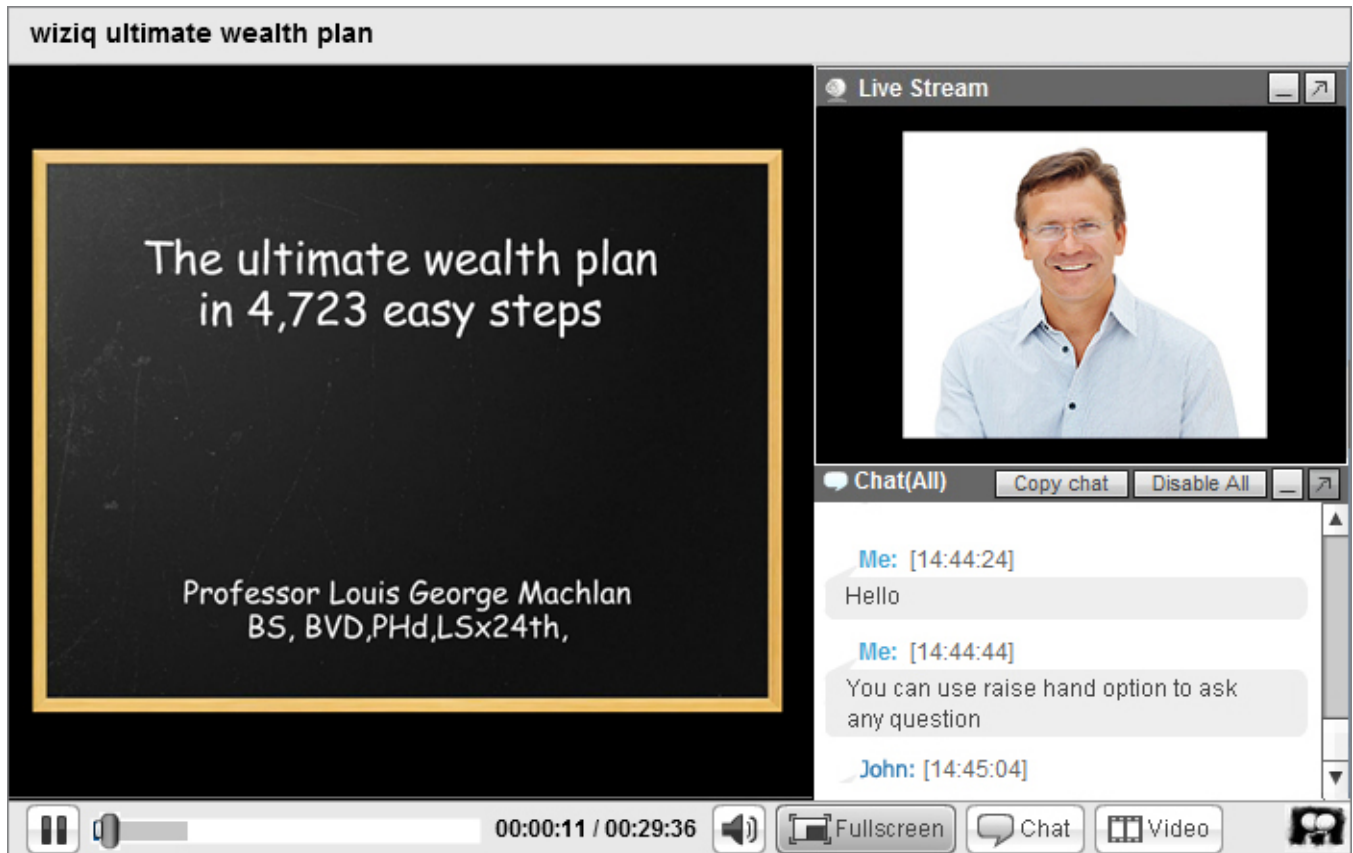 wiziq ultimate wealth plan
The ultimate wealth plan
in 4,723 easy steps
Professor Louis George Machlan
BS, BVD,PHd,LSx24th,
Live Stream
Chat(All)
Copy chat
Disable All
Me: [14:44:24]
Hello
Me: [14:44:44]
You can use raise hand option to ask
any question
John: [14:45:04]
00:00:11 / 00:29:36
Fullscreen
Chat
Video